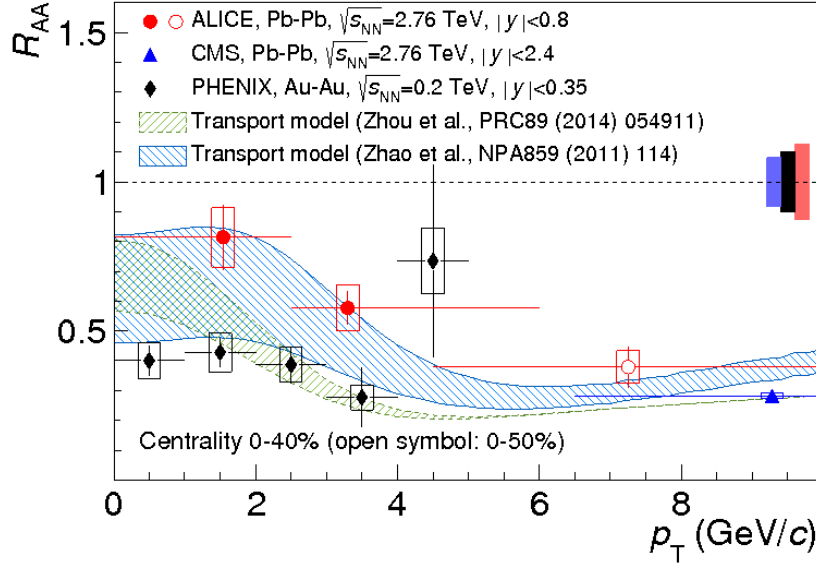 R_AA
1.5
1
0.5
ALICE, Pb-Pb, √s_NN=2.76 TeV, |y|<0.8
CMS, Pb-Pb, √s_NN=2.76 TeV, |y|<2.4
PHENIX, Au-Au, √s_NN=0.2 TeV, |y|<0.35
Transport model (Zhou et al., PRC89 (2014) 054911)
Transport model (Zhao et al., NPA859 (2011) 114)
Centrality 0-40% (open symbol: 0-50%)
0 2 4 6 8
p_T (GeV/c)